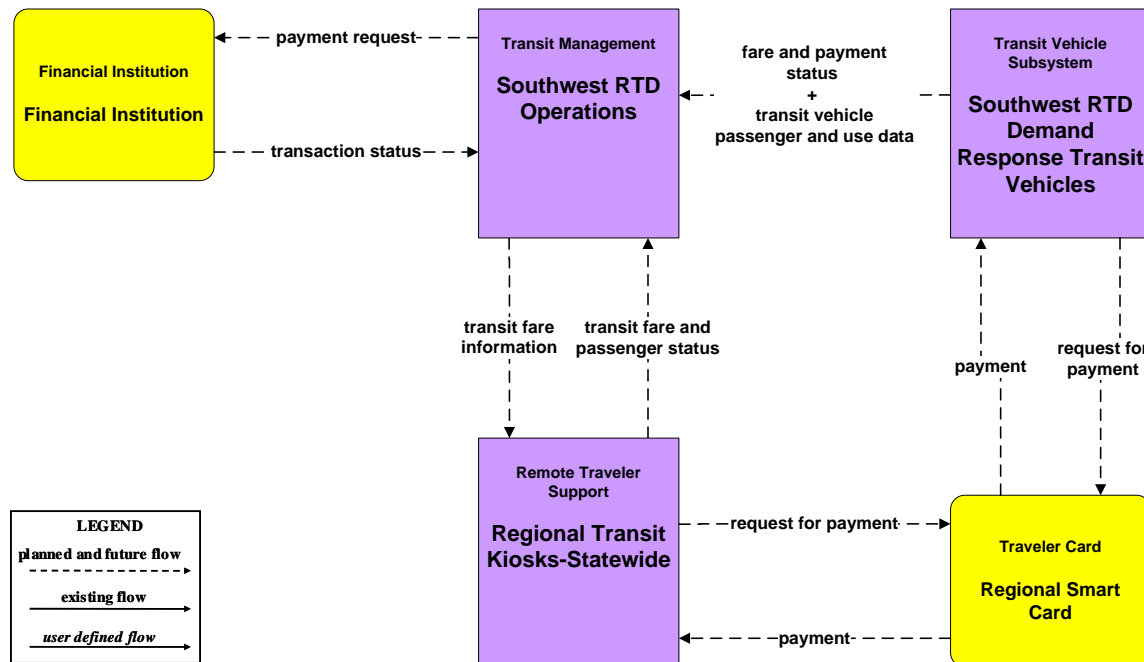 Financial Institution
Financial Institution
payment request
transaction status
Transit Management
Southwest RTD
Operations
fare and payment
status
+
transit vehicle
passenger and use data
Transit Vehicle
Subsystem
Southwest RTD
Demand
Response Transit
Vehicles
transit fare
information
transit fare and
passenger status
payment
request for
payment
Remote Traveler
Support
Regional Transit
Kiosks-Statewide
request for payment
payment
Traveler Card
Regional Smart
Card
LEGEND
planned and future flow
existing flow
user defined flow